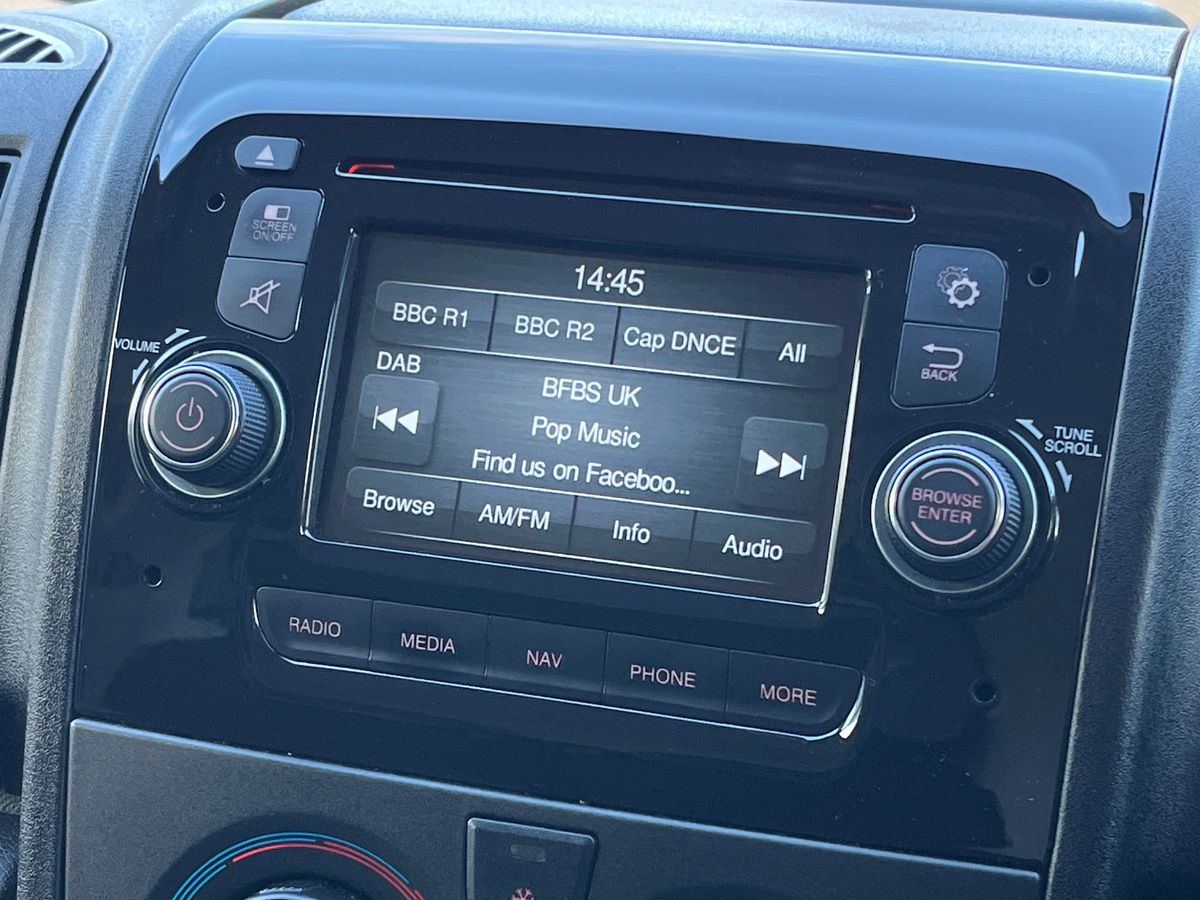 SCREEN
ON/OFF
VOLUME
14:45
BBC R1 BBC R2 Cap DNCE All
DAB
BFBS UK
Pop Music
Find us on Faceboo...
Browse AM/FM Info Audio
BACK
TUNE
SCROLL
BROWSE
ENTER
RADIO MEDIA NAV PHONE MORE